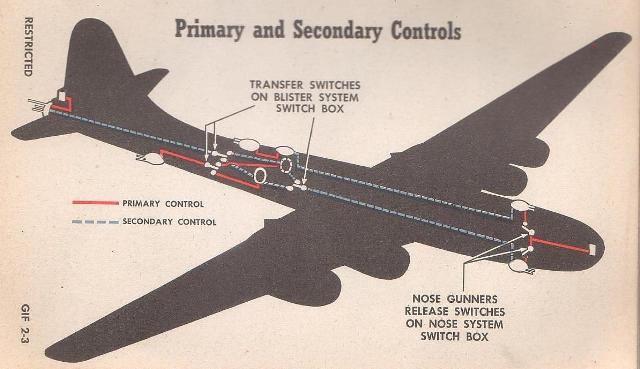 RESTRICTED
Primary and Secondary Controls
TRANSFER SWITCHES
ON BLISTER SYSTEM
SWITCH BOX
PRIMARY CONTROL
SECONDARY CONTROL
NOSE GUNNERS
RELEASE SWITCHES
ON NOSE SYSTEM
SWITCH BOX
GIF 2-3